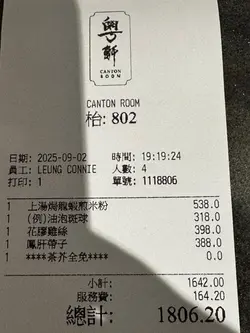 粵軒
CANTON
ROOM
CANTON ROOM
枱: 802
日期: 2025-09-02 時間: 19:19:24
員工: LEUNG CONNIE 人數: 4
打印: 1 單號: 1118806
1 上湯焗龍蝦煎米粉 538.0
1 (例)油泡斑球 318.0
1 花膠雞絲 398.0
1 鳳肝帶子 388.0
1 ****茶芥全免**** 0.0
小計: 1642.00
服務費: 164.20
總計: 1806.20